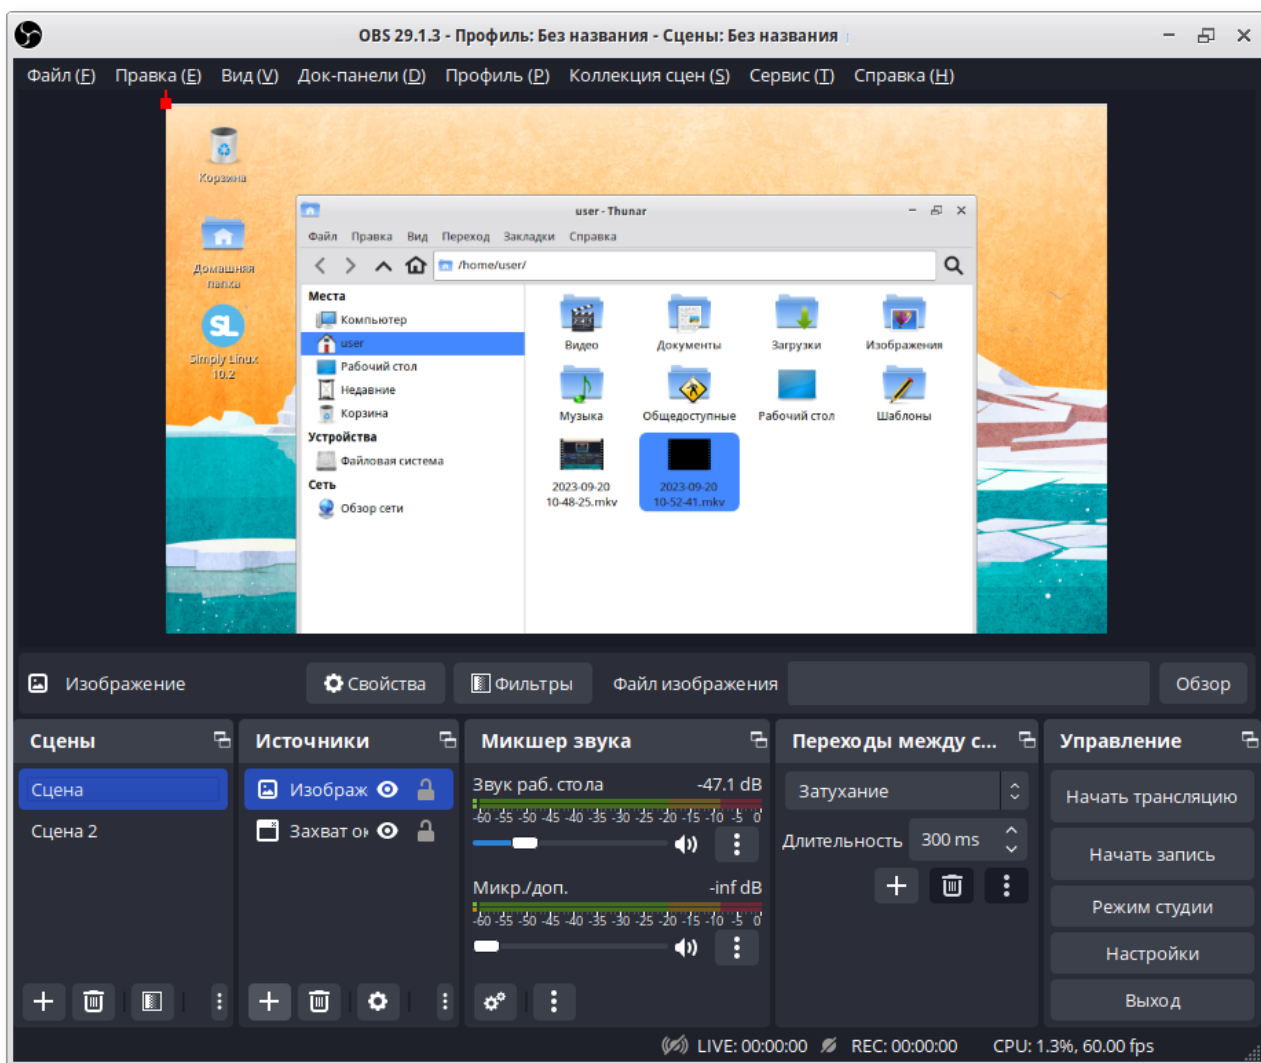 OBS 29.1.3 - Профиль: Без названия - Сцены: Без названия
Файл (F) Правка (E) Вид (V) Док-панели (D) Профиль (P) Коллекция сцен (S) Сервис (T) Справка (H)
Корзина
Домашняя
папка
SL
Simply Linux
10.2
user - Thunar
Файл Правка Вид Переход Закладки Справка
/home/user/
Места
Компьютер
user
Рабочий стол
Недавние
Корзина
Устройства
Файловая система
Сеть
Обзор сети
Видео Документы Загрузки Изображения
Музыка Общедоступные Рабочий стол Шаблоны
2023-09-20
10-48-25.mkv
2023-09-20
10-52-41.mkv
Изображение Свойства Фильтры Файл изображения Обзор
Сцены
Сцена
Сцена 2
Источники
Изображ
Захват ок
Микшер звука
Звук раб. стола -47.1 dB
-60 -55 -50 -45 -40 -35 -30 -25 -20 -15 -10 -5 0
Микр./доп. -inf dB
-60 -55 -50 -45 -40 -35 -30 -25 -20 -15 -10 -5 0
Переходы между с...
Затухание
Длительность 300 ms
Управление
Начать трансляцию
Начать запись
Режим студии
Настройки
Выход
LIVE: 00:00:00 REC: 00:00:00 CPU: 1.3%, 60.00 fps